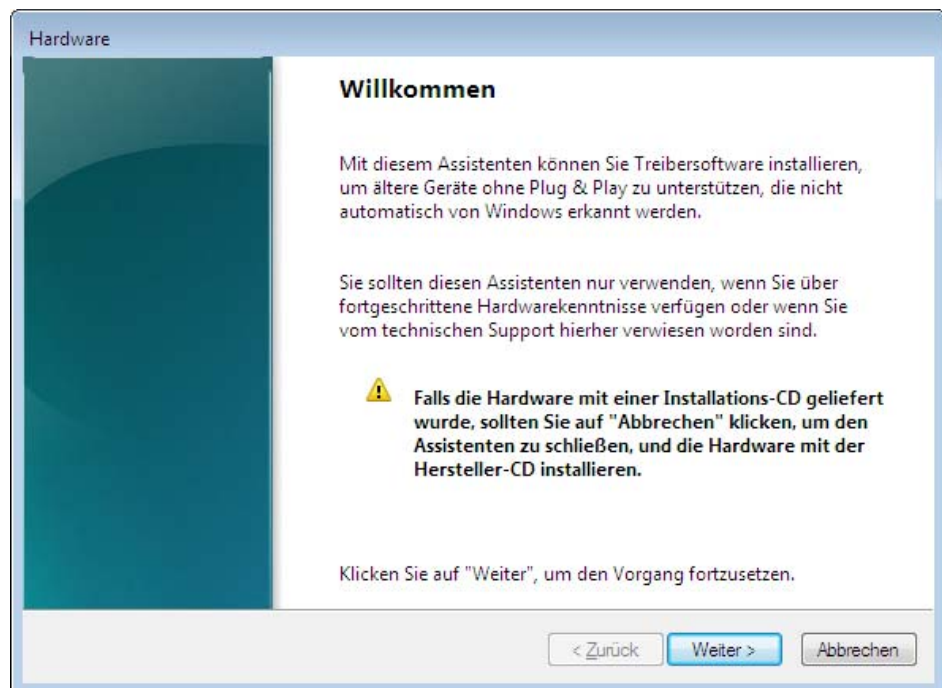 Hardware
Willkommen
Mit diesem Assistenten können Sie Treibersoftware installieren,
um ältere Geräte ohne Plug & Play zu unterstützen, die nicht
automatisch von Windows erkannt werden.
Sie sollten diesen Assistenten nur verwenden, wenn Sie über
fortgeschrittene Hardwarekenntnisse verfügen oder wenn Sie
vom technischen Support hierher verwiesen worden sind.
Falls die Hardware mit einer Installations-CD geliefert
wurde, sollten Sie auf "Abbrechen" klicken, um den
Assistenten zu schließen, und die Hardware mit der
Hersteller-CD installieren.
Klicken Sie auf "Weiter", um den Vorgang fortzusetzen.
< Zurück Weiter > Abbrechen